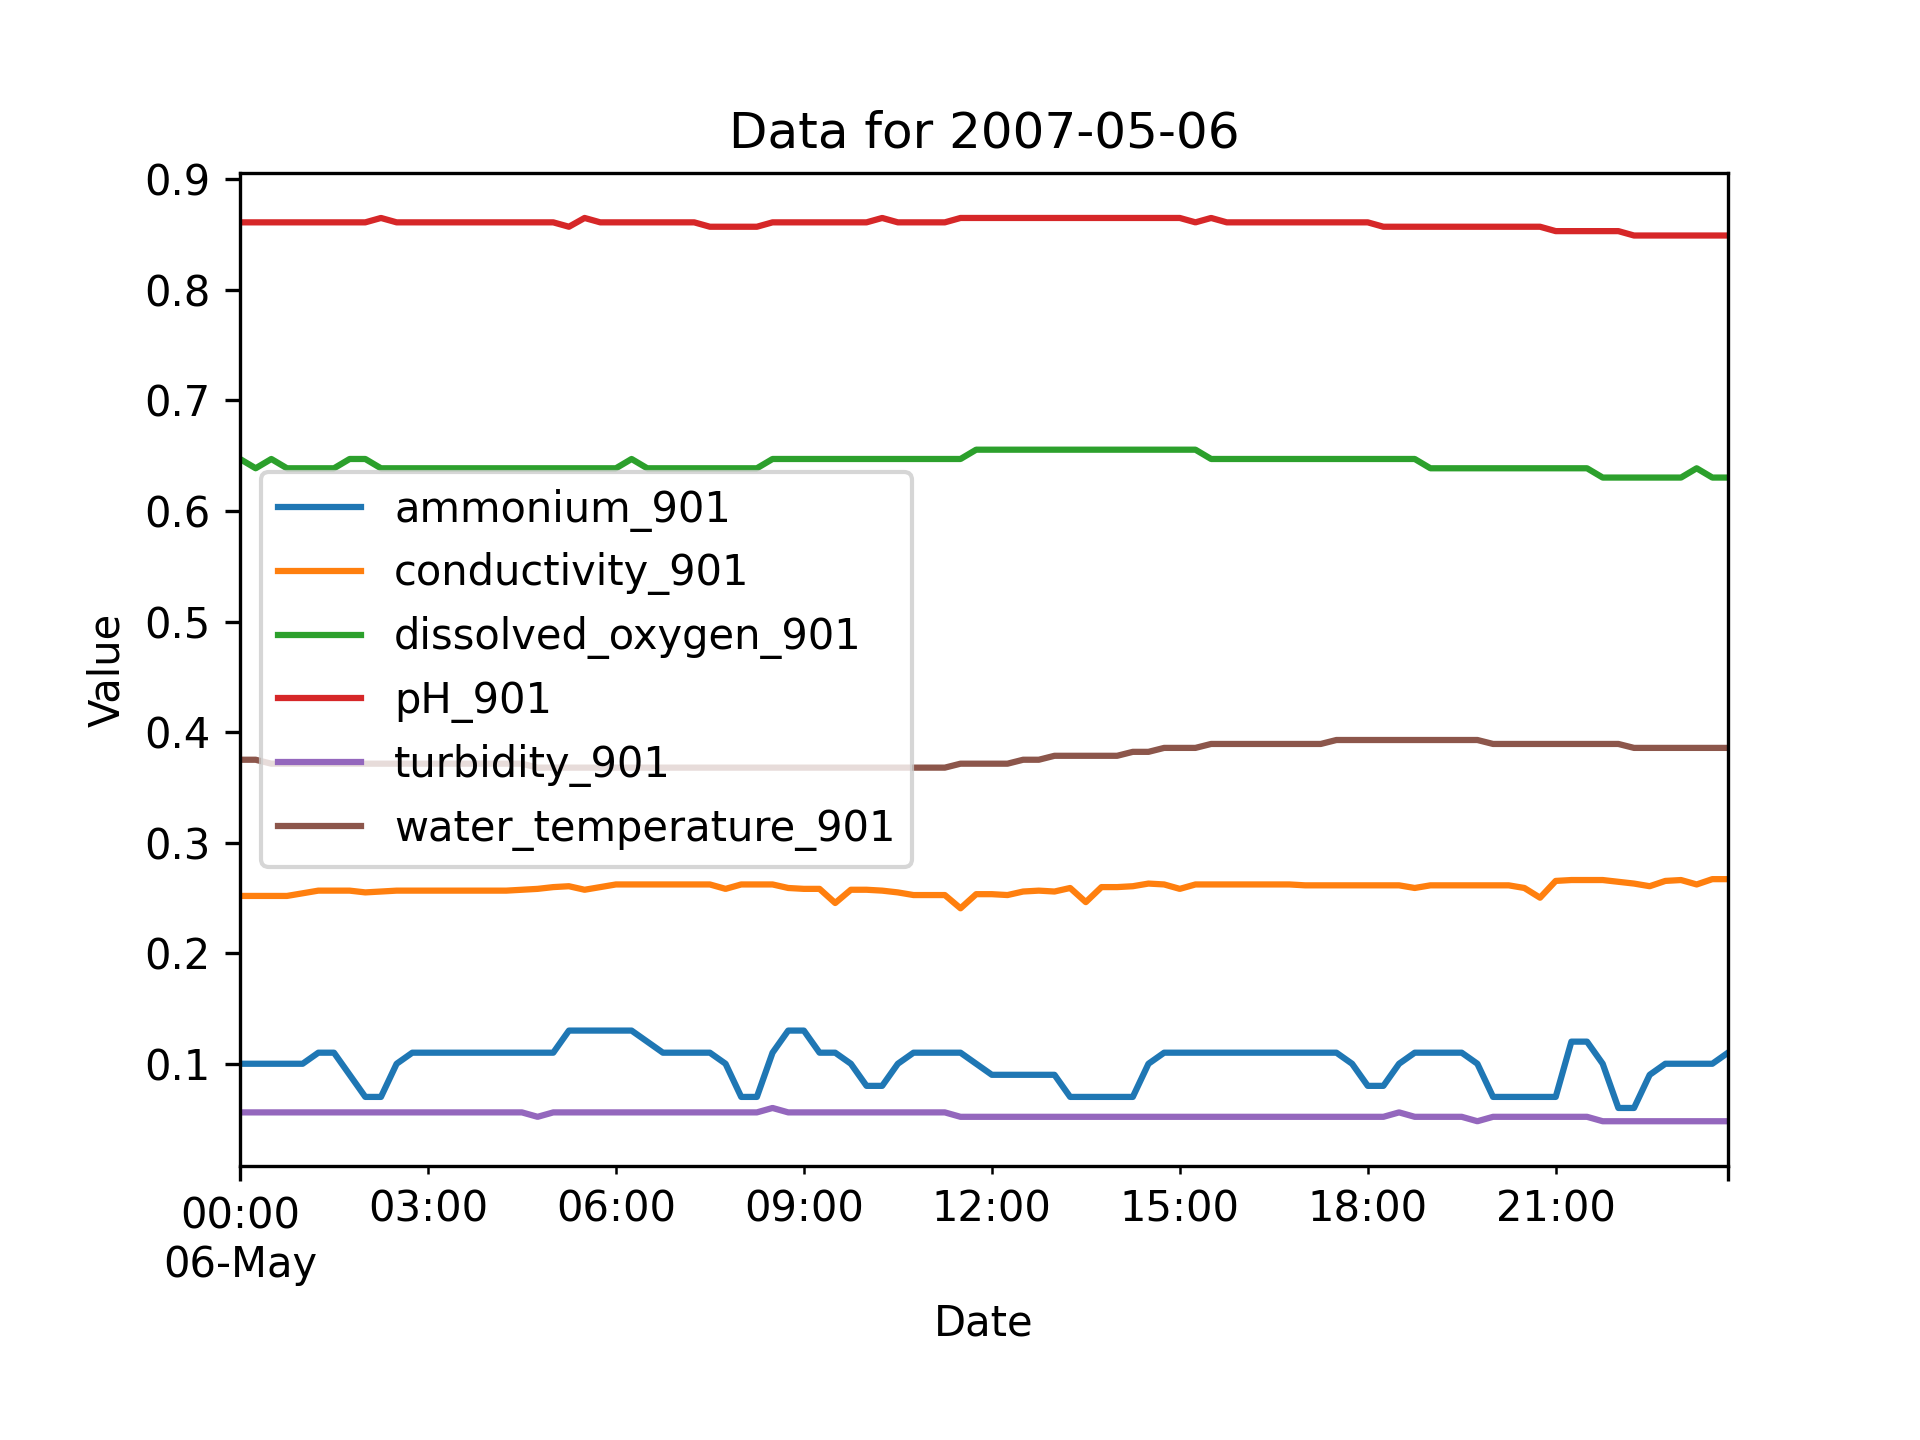 Data for 2007-05-06
0.9
0.8
0.7
0.6
0.5
0.4
0.3
0.2
0.1
Value
ammonium_901
conductivity_901
dissolved_oxygen_901
pH_901
turbidity_901
water_temperature_901
00:00 03:00 06:00 09:00 12:00 15:00 18:00 21:00
06-May
Date